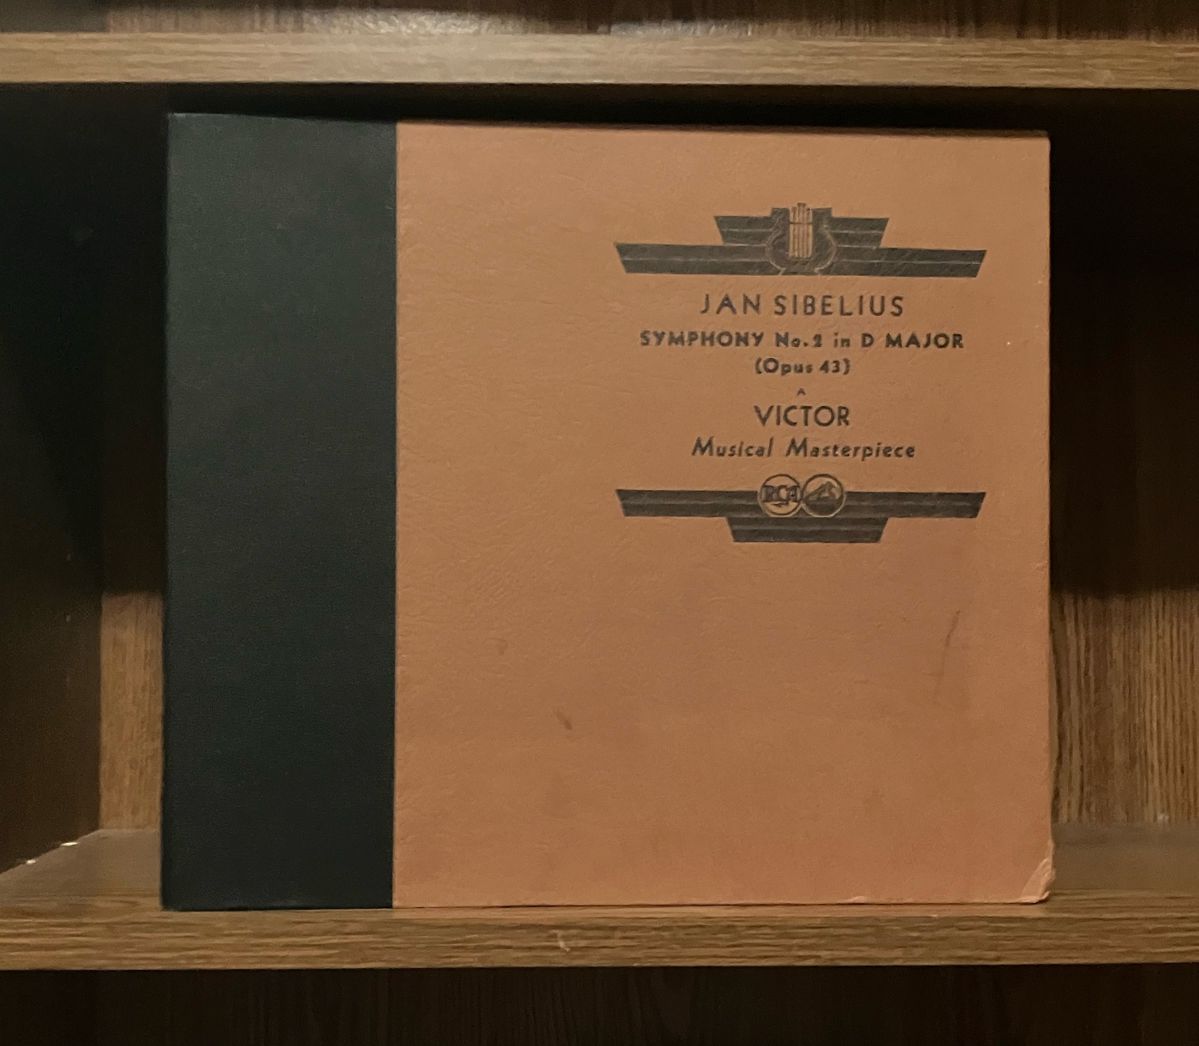 JAN SIBELIUS
SYMPHONY No. 2 in D MAJOR
(Opus 43)
A
VICTOR
Musical Masterpiece
RCA